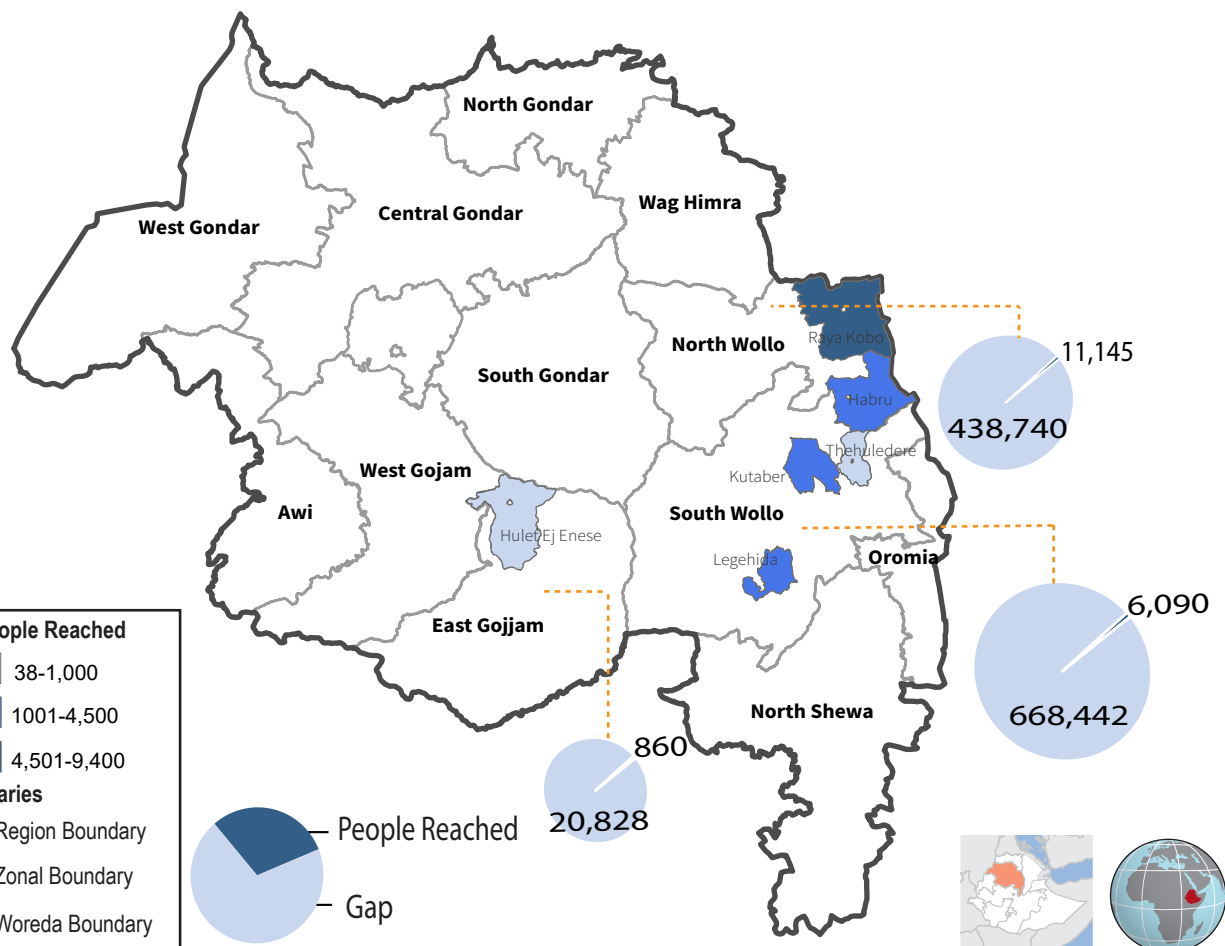 North Gondar
Wag Himra
Central Gondar
West Gondar
North Wollo
Raya Kobo
11,145
South Gondar
Habru
438,740
Thehuledere
West Gojam
Kutaber
Awi
South Wollo
Hulet Ej Enese
Legehida
Oromia
6,090
East Gojjam
668,442
North Shewa
860
20,828
ople Reached
38-1,000
1001-4,500
4,501-9,400
aries
Region Boundary
Zonal Boundary
Woreda Boundary
People Reached
Gap